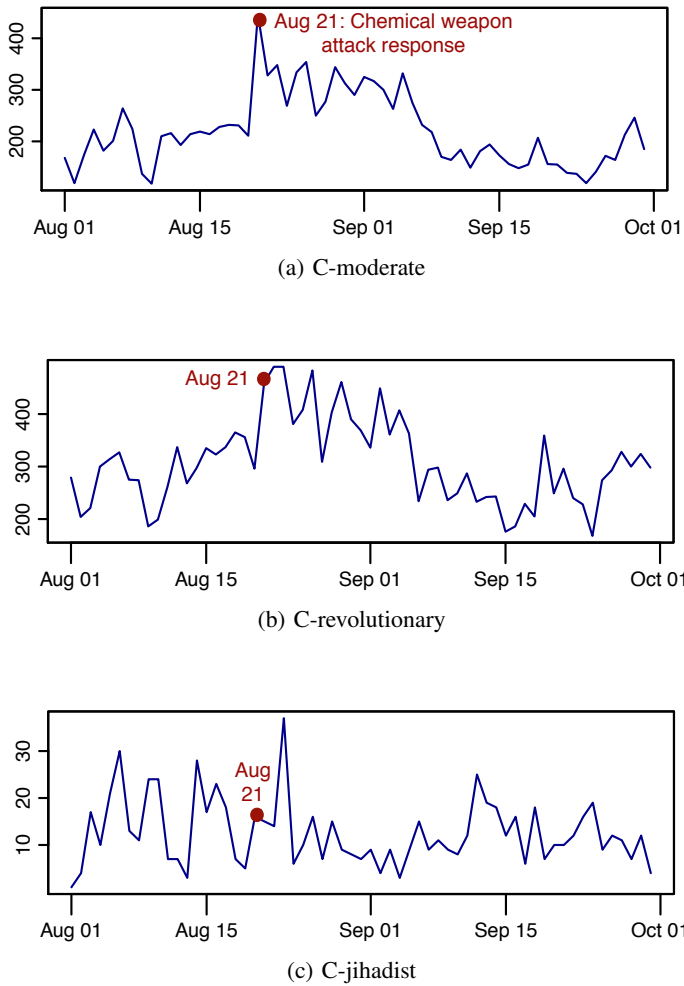 400
300
200
Aug 21: Chemical weapon
attack response
Aug 01
Aug 15
Sep 01
Sep 15
Oct 01
(a) C-moderate
400
300
200
Aug 21
Aug 01
Aug 15
Sep 01
Sep 15
Oct 01
(b) C-revolutionary
30
20
10
Aug
21
Aug 01
Aug 15
Sep 01
Sep 15
Oct 01
(c) C-jihadist